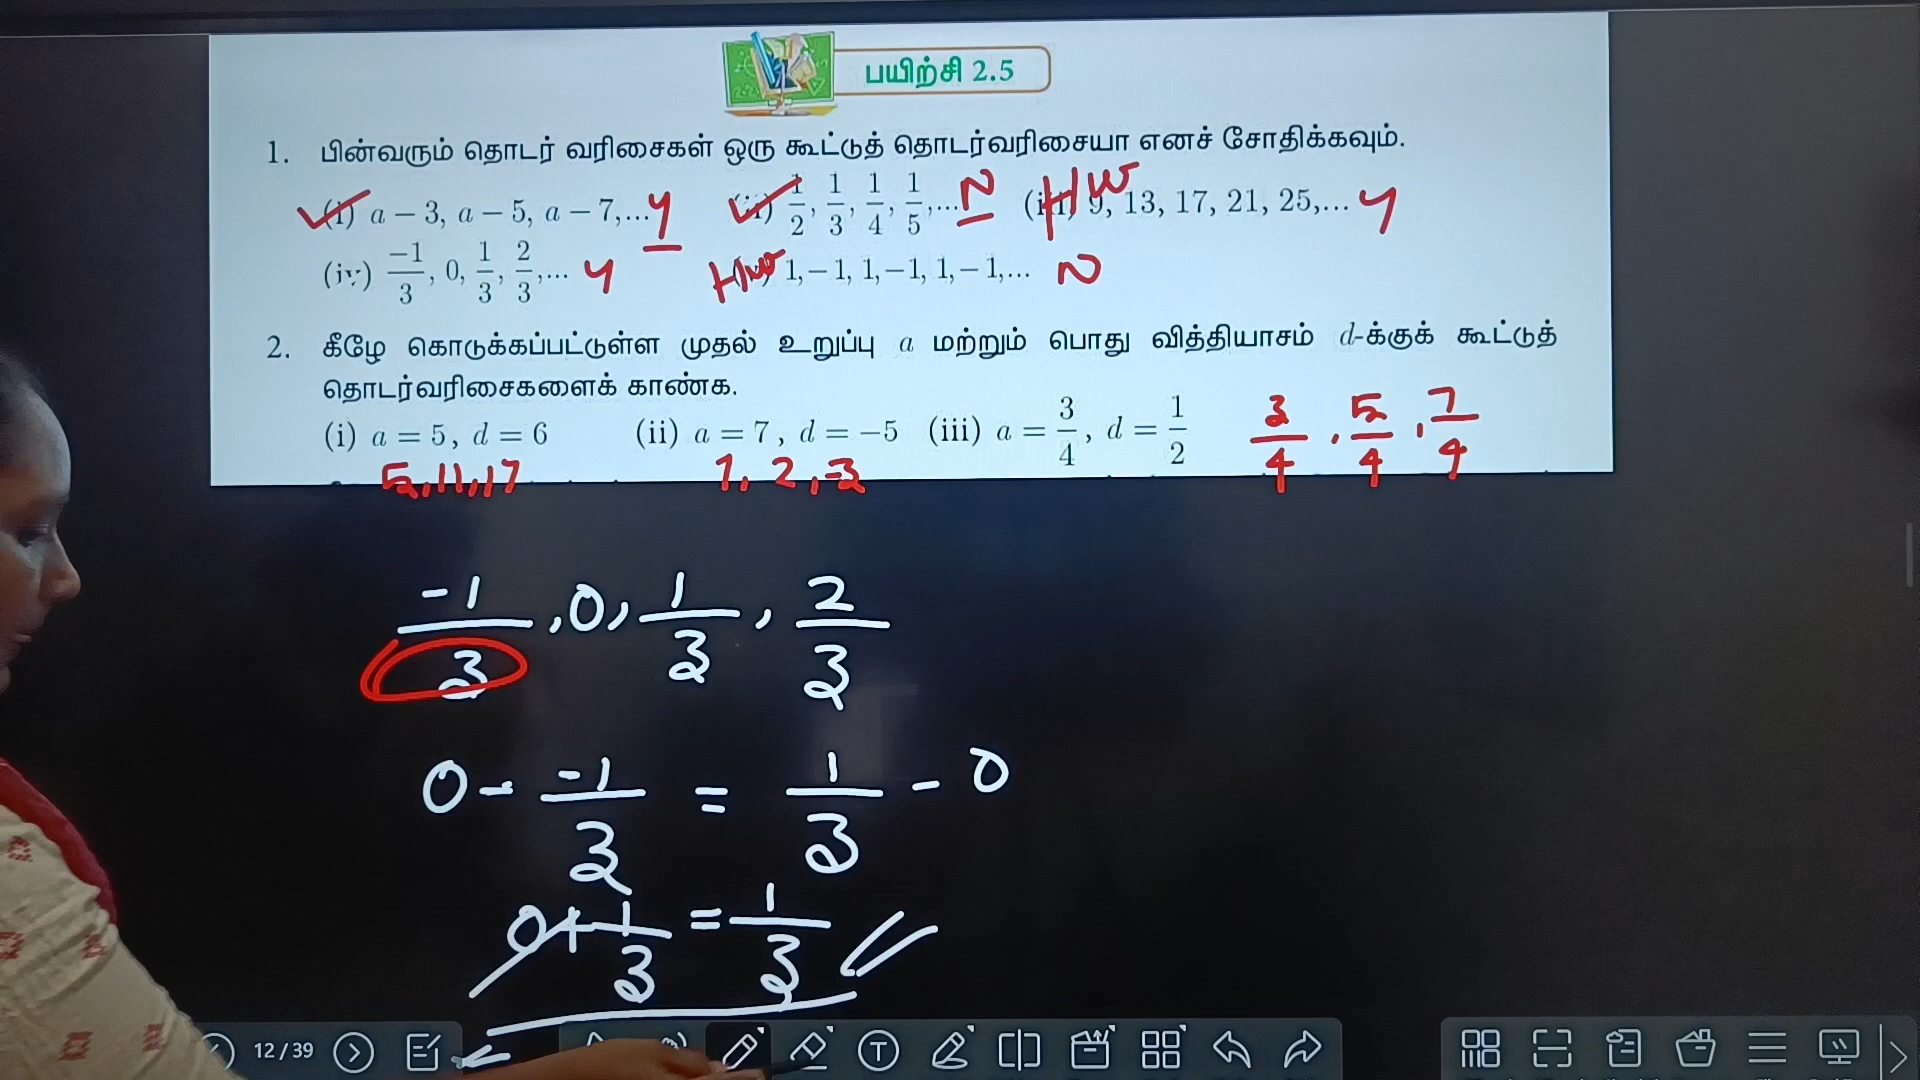 பயிற்சி 2.5
1. பின்வரும் தொடர் வரிசைகள் ஒரு கூட்டுத் தொடர்வரிசையா எனச் சோதிக்கவும்.
(i) a − 3, a − 5, a − 7,... Y (ii) 1/2, 1/3, 1/4, 1/5,... N HW (iii) 9, 13, 17, 21, 25,... Y
(iv) −1/3, 0, 1/3, 2/3,... Y HW 1, − 1, 1, −1, 1, − 1,... N
2. கீழே கொடுக்கப்பட்டுள்ள முதல் உறுப்பு a மற்றும் பொது வித்தியாசம் d-க்குக் கூட்டுத்
தொடர்வரிசைகளைக் காண்க.
(i) a = 5, d = 6 (ii) a = 7, d = −5 (iii) a = 3/4, d = 1/2 3/4, 5/4, 7/4
5, 11, 17 7, 2, -3
-1/3, 0, 1/3, 2/3
0 - -1/3 = 1/3 - 0
0 + 1/3 = 1/3
12/39